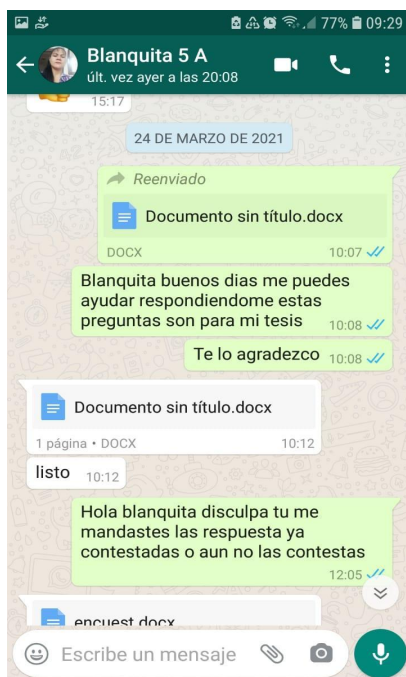 77% 09:29
Blanquita 5 A
últ. vez ayer a las 20:08
15:17
24 DE MARZO DE 2021
Reenviado
Documento sin título.docx
DOCX 10:07
Blanquita buenos dias me puedes
ayudar respondiendome estas
preguntas son para mi tesis 10:08
Te lo agradezco 10:08
Documento sin título.docx
1 página • DOCX 10:12
listo 10:12
Hola blanquita disculpa tu me
mandastes las respuesta ya
contestadas o aun no las contestas
12:05
encuest.docx
Escribe un mensaje